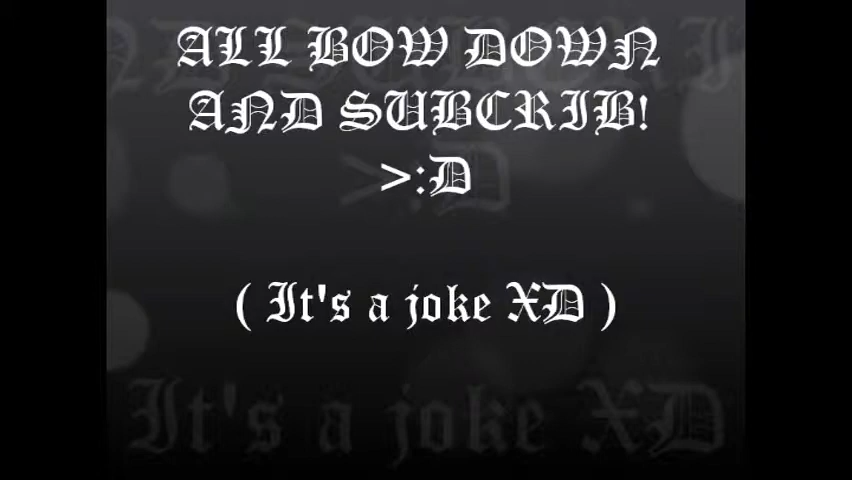 ALL BOW DOWN
AND SUBCRIB!
>:D
( It's a joke XD )
It's a joke XD